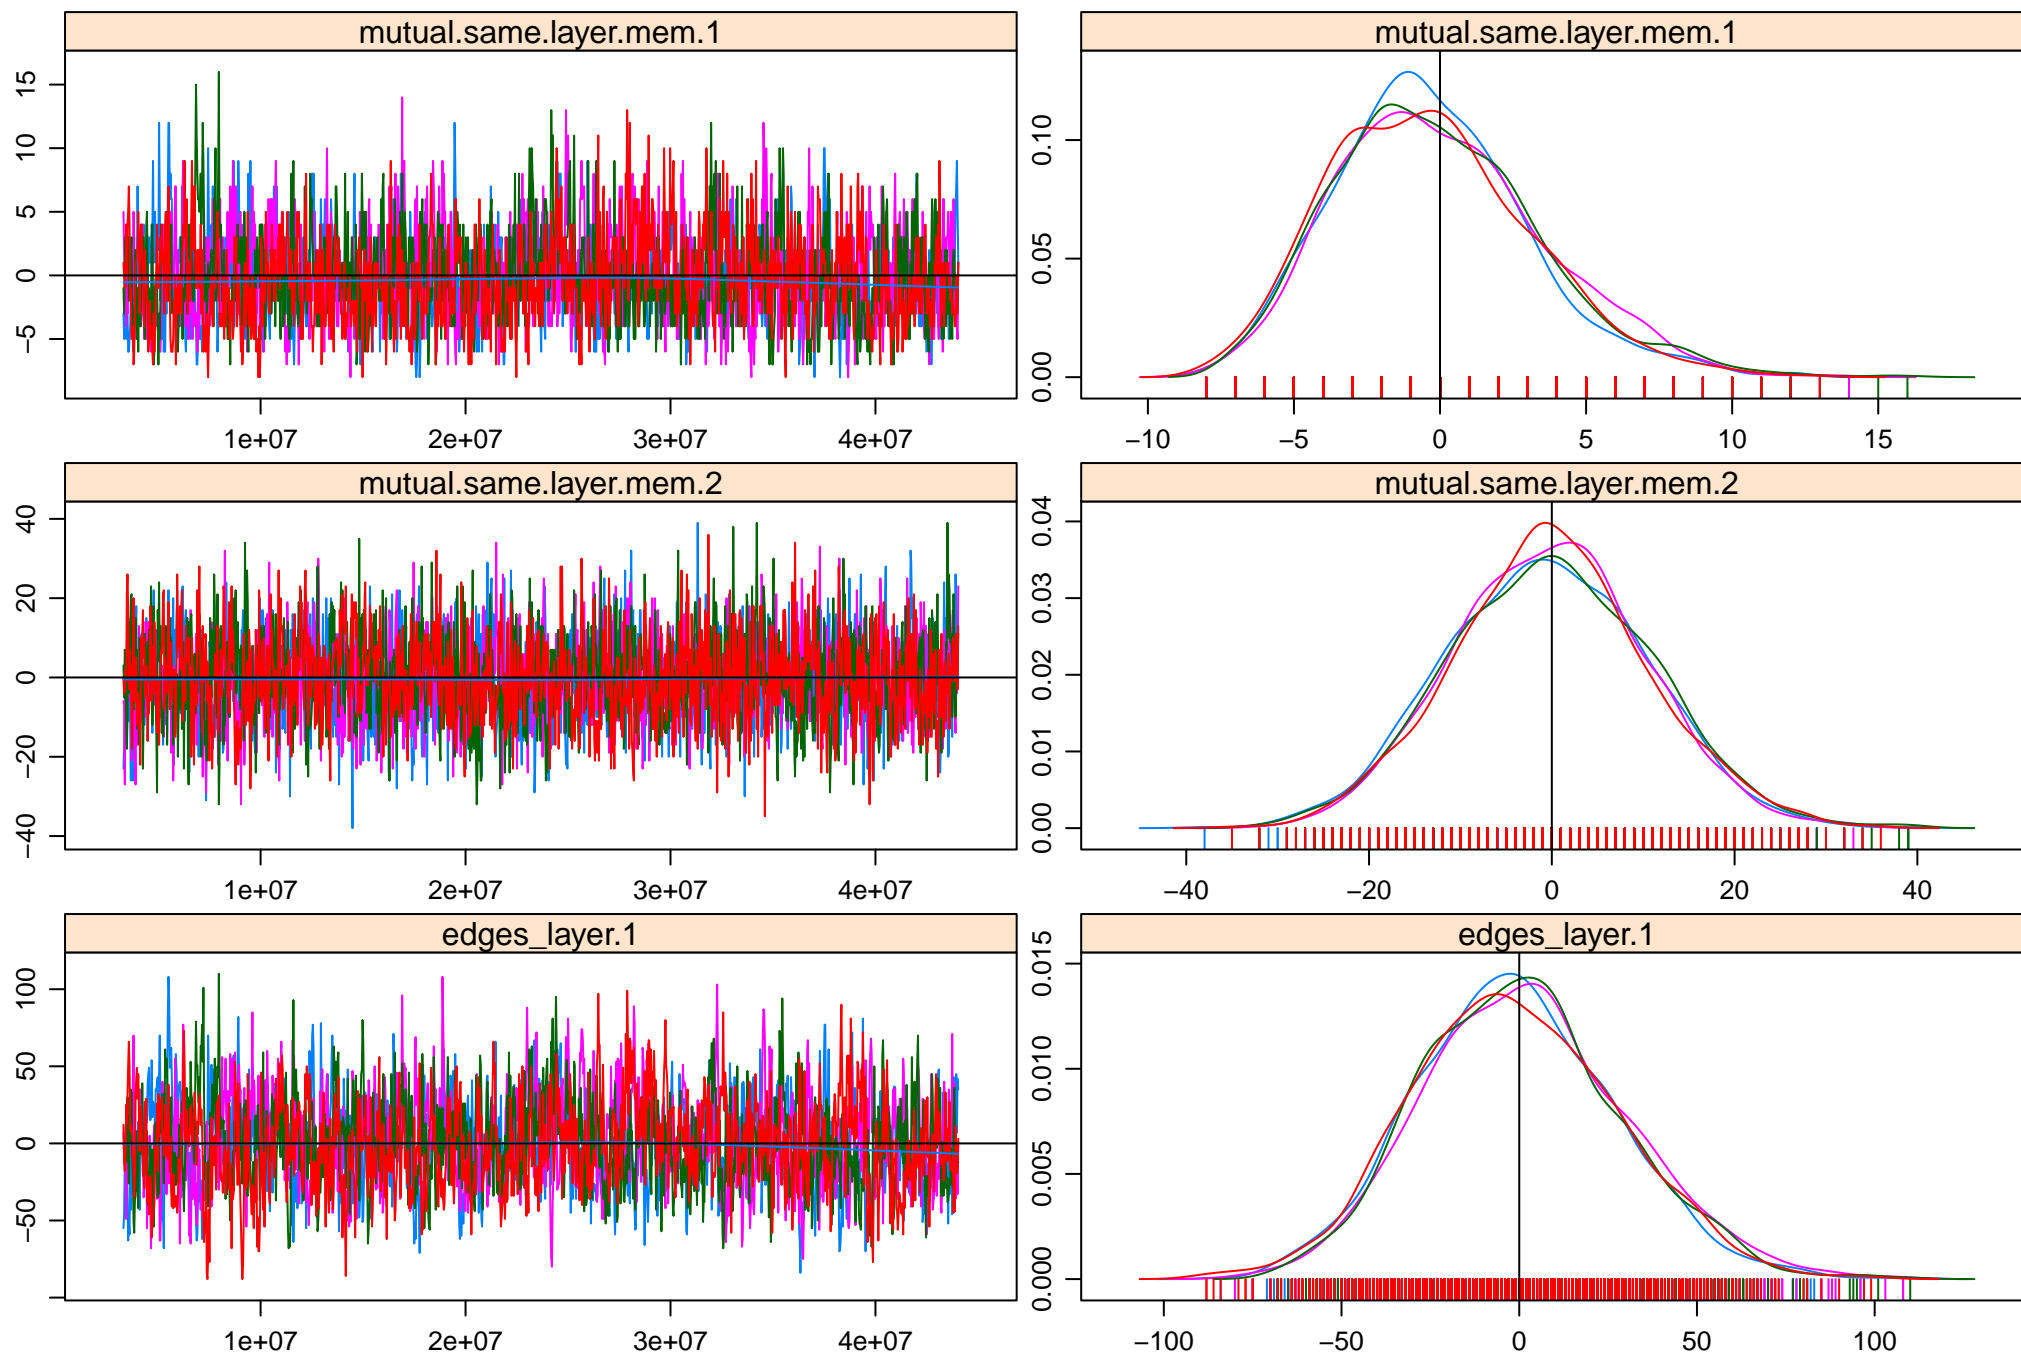 mutual.same.layer.mem.1
15
10
5
0
−5
1e+07 2e+07 3e+07 4e+07
mutual.same.layer.mem.1
0.10
0.05
0.00
−10 −5 0 5 10 15
mutual.same.layer.mem.2
40
20
0
−20
−40
1e+07 2e+07 3e+07 4e+07
mutual.same.layer.mem.2
0.04
0.03
0.02
0.01
0.00
−40 −20 0 20 40
edges_layer.1
100
50
0
−50
1e+07 2e+07 3e+07 4e+07
edges_layer.1
0.015
0.010
0.005
0.000
−100 −50 0 50 100